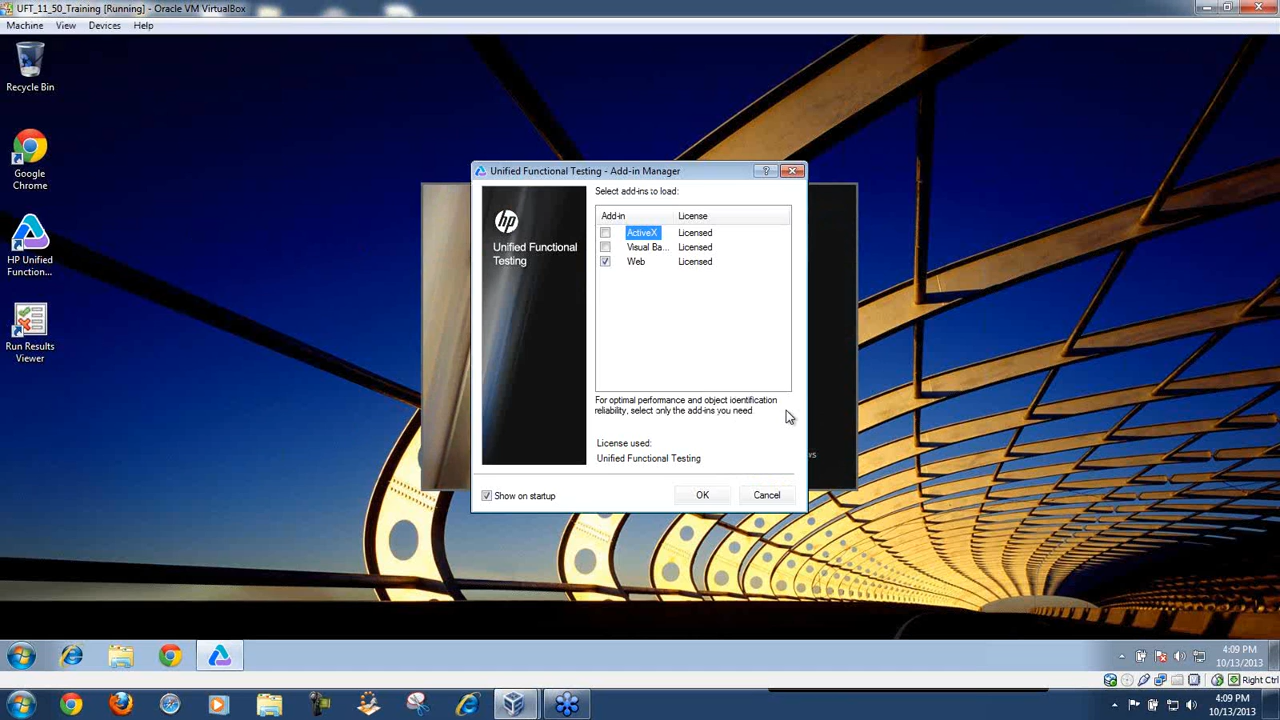 UFT_11_50_Training [Running] - Oracle VM VirtualBox
Machine View Devices Help
Recycle Bin
Google
Chrome
HP Unified
Function...
Run Results
Viewer
Unified Functional Testing - Add-in Manager
?
hp
Unified Functional
Testing
Select add-ins to load:
Add-in License
ActiveX Licensed
Visual Ba... Licensed
Web Licensed
For optimal performance and object identification
reliability, select only the add-ins you need.
License used:
Unified Functional Testing
ws
Show on startup
OK Cancel
4:09 PM
10/13/2013
Right Ctrl
4:09 PM
10/13/2013